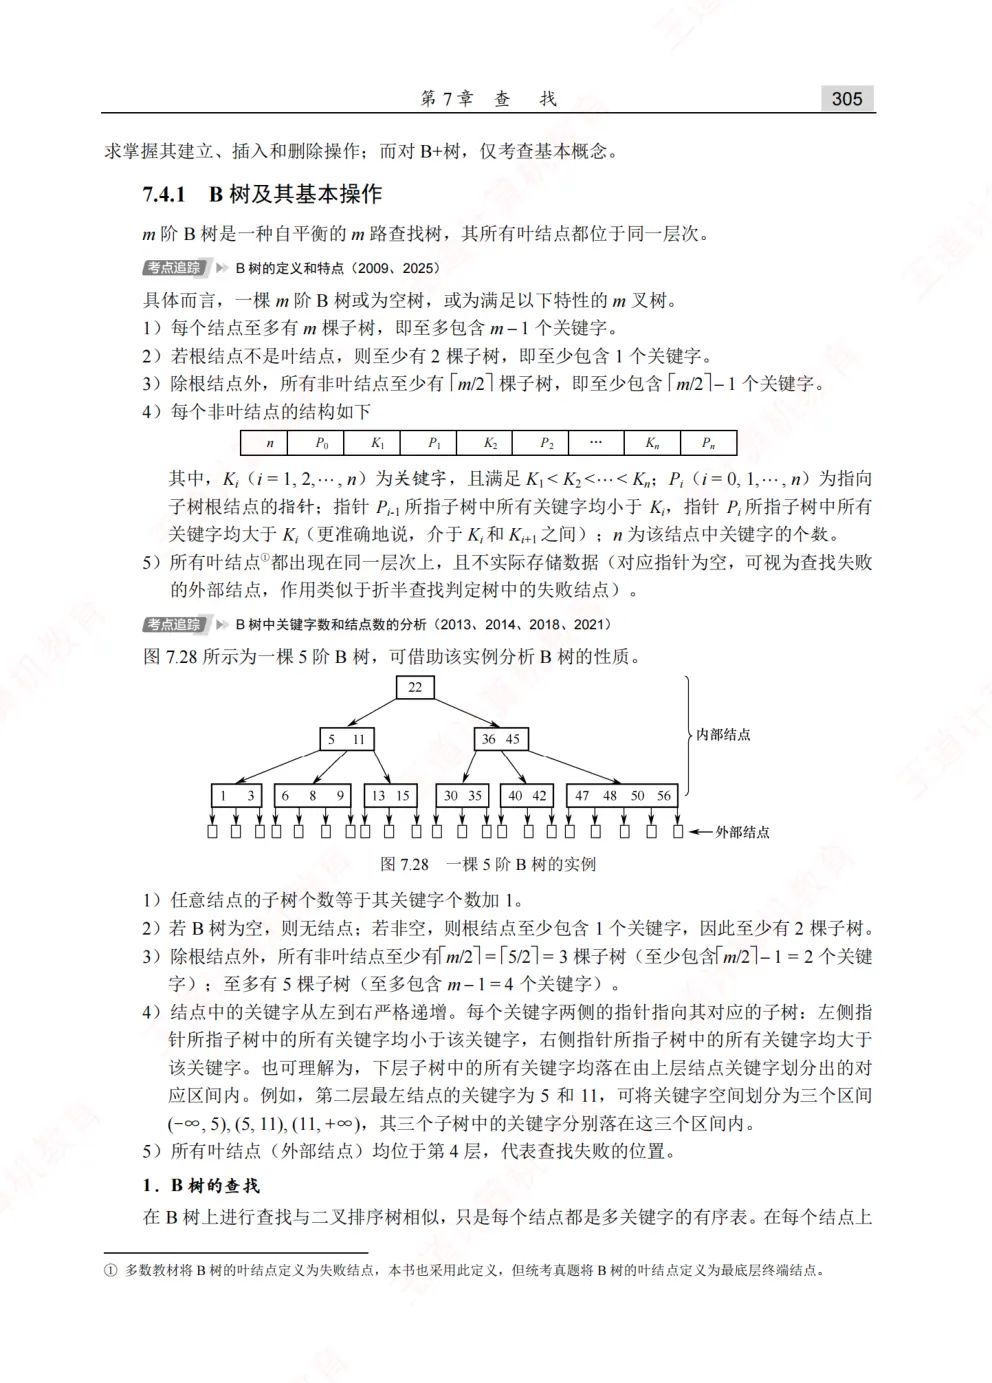 第 7 章 查 找
305
求掌握其建立、插入和删除操作；而对 B+树，仅考查基本概念。
7.4.1 B 树及其基本操作
m 阶 B 树是一种自平衡的 m 路查找树，其所有叶结点都位于同一层次。
考点追踪 B 树的定义和特点（2009、2025）
具体而言，一棵 m 阶 B 树或为空树，或为满足以下特性的 m 叉树。
1）每个结点至多有 m 棵子树，即至多包含 m – 1 个关键字。
2）若根结点不是叶结点，则至少有 2 棵子树，即至少包含 1 个关键字。
3）除根结点外，所有非叶结点至少有⌈m/2⌉棵子树，即至少包含⌈m/2⌉– 1 个关键字。
4）每个非叶结点的结构如下
n P0 K1 P1 K2 P2 … Kn Pn
其中，Ki（i = 1, 2,⋯, n）为关键字，且满足 K1 < K2 <⋯< Kn；Pi（i = 0, 1,⋯, n）为指向
子树根结点的指针；指针 Pi-1 所指子树中所有关键字均小于 Ki，指针 Pi 所指子树中所有
关键字均大于 Ki（更准确地说，介于 Ki 和 Ki+1 之间）；n 为该结点中关键字的个数。
5）所有叶结点①都出现在同一层次上，且不实际存储数据（对应指针为空，可视为查找失败
的外部结点，作用类似于折半查找判定树中的失败结点）。
考点追踪 B 树中关键字数和结点数的分析（2013、2014、2018、2021）
图 7.28 所示为一棵 5 阶 B 树，可借助该实例分析 B 树的性质。
22
5 11 36 45 内部结点
1 3 6 8 9 13 15 30 35 40 42 47 48 50 56
外部结点
图 7.28 一棵 5 阶 B 树的实例
1）任意结点的子树个数等于其关键字个数加 1。
2）若 B 树为空，则无结点；若非空，则根结点至少包含 1 个关键字，因此至少有 2 棵子树。
3）除根结点外，所有非叶结点至少有⌈m/2⌉=⌈5/2⌉= 3 棵子树（至少包含⌈m/2⌉– 1 = 2 个关键
字）；至多有 5 棵子树（至多包含 m – 1 = 4 个关键字）。
4）结点中的关键字从左到右严格递增。每个关键字两侧的指针指向其对应的子树：左侧指
针所指子树中的所有关键字均小于该关键字，右侧指针所指子树中的所有关键字均大于
该关键字。也可理解为，下层子树中的所有关键字均落在由上层结点关键字划分出的对
应区间内。例如，第二层最左结点的关键字为 5 和 11，可将关键字空间划分为三个区间
(−∞, 5), (5, 11), (11, +∞)，其三个子树中的关键字分别落在这三个区间内。
5）所有叶结点（外部结点）均位于第 4 层，代表查找失败的位置。
1．B 树的查找
在 B 树上进行查找与二叉排序树相似，只是每个结点都是多关键字的有序表。在每个结点上
① 多数教材将 B 树的叶结点定义为失败结点，本书也采用此定义，但统考真题将 B 树的叶结点定义为最底层终端结点。